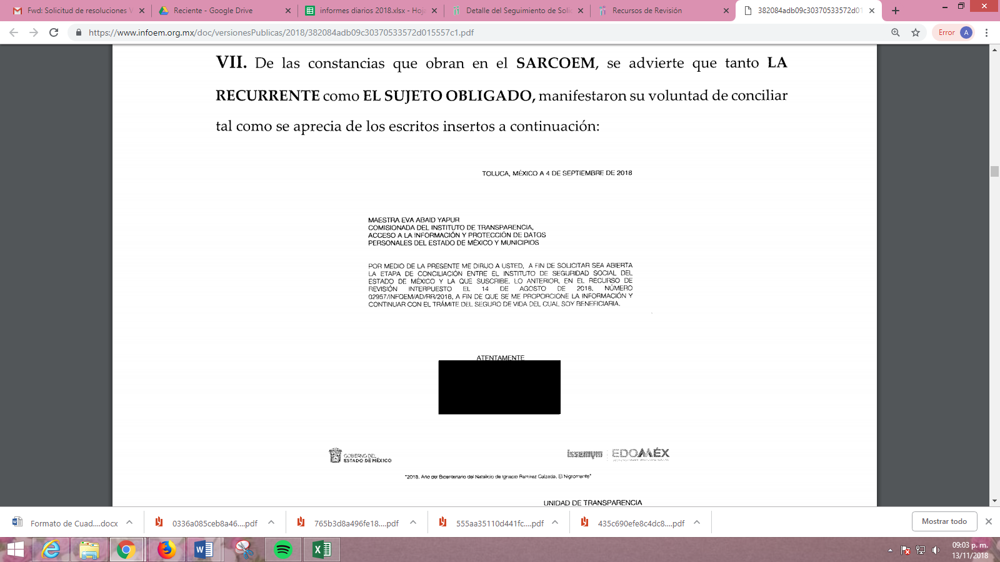 Fwd: Solicitud de resoluciones V
Reciente - Google Drive
informes diarios 2018.xlsx - Hoja
Detalle del Seguimiento de Solic
Recursos de Revisión
382084adb09c30370533572d01
https://www.infoem.org.mx/doc/versionesPublicas/2018/382084adb09c30370533572d015557c1.pdf
Error
A
VII. De las constancias que obran en el SARCOEM, se advierte que tanto LA
RECURRENTE como EL SUJETO OBLIGADO, manifestaron su voluntad de conciliar
tal como se aprecia de los escritos insertos a continuación:
TOLUCA, MÉXICO A 4 DE SEPTIEMBRE DE 2018
MAESTRA EVA ABAID YAPUR
COMISIONADA DEL INSTITUTO DE TRANSPARENCIA,
ACCESO A LA INFORMACIÓN Y PROTECCIÓN DE DATOS
PERSONALES DEL ESTADO DE MÉXICO Y MUNICIPIOS
POR MEDIO DE LA PRESENTE ME DIRIJO A USTED, A FIN DE SOLICITAR SEA ABIERTA
LA ETAPA DE CONCILIACIÓN ENTRE EL INSTITUTO DE SEGURIDAD SOCIAL DEL
ESTADO DE MÉXICO Y LA QUE SUSCRIBE, LO ANTERIOR, EN EL RECURSO DE
REVISIÓN INTERPUESTO EL 14 DE AGOSTO DE 2018, NÚMERO
02957/INFOEM/AD/RR/2018, A FIN DE QUE SE ME PROPORCIONE LA INFORMACIÓN Y
CONTINUAR CON EL TRÁMITE DEL SEGURO DE VIDA DEL CUAL SOY BENEFICIARIA.
ATENTAMENTE
GOBIERNO DEL
ESTADO DE MÉXICO
issemym
EDOMÉX
"2018. Año del Bicentenario del Natalicio de Ignacio Ramírez Calzada, El Nigromante"
UNIDAD DE TRANSPARENCIA
Formato de Cuad....docx
0336a085ceb8a46....pdf
765b3d8a496fe18....pdf
555aa35110d441fc....pdf
435c690efe8c4dc8....pdf
Mostrar todo
09:03 p. m.
13/11/2018